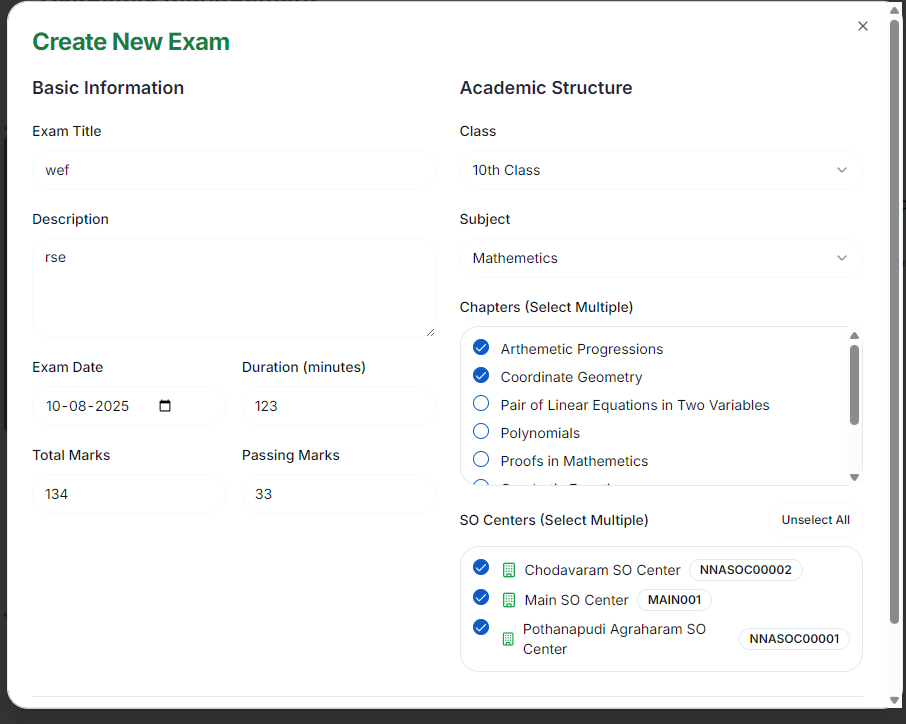 Create New Exam
Basic Information
Exam Title
wef
Description
rse
Exam Date
Duration (minutes)
10-08-2025
123
Total Marks
Passing Marks
134
33
Academic Structure
Class
10th Class
Subject
Mathemetics
Chapters (Select Multiple)
Arthemetic Progressions
Coordinate Geometry
Pair of Linear Equations in Two Variables
Polynomials
Proofs in Mathemetics
SO Centers (Select Multiple)
Unselect All
Chodavaram SO Center NNASOC00002
Main SO Center MAIN001
Pothanapudi Agraharam SO
Center
NNASOC00001